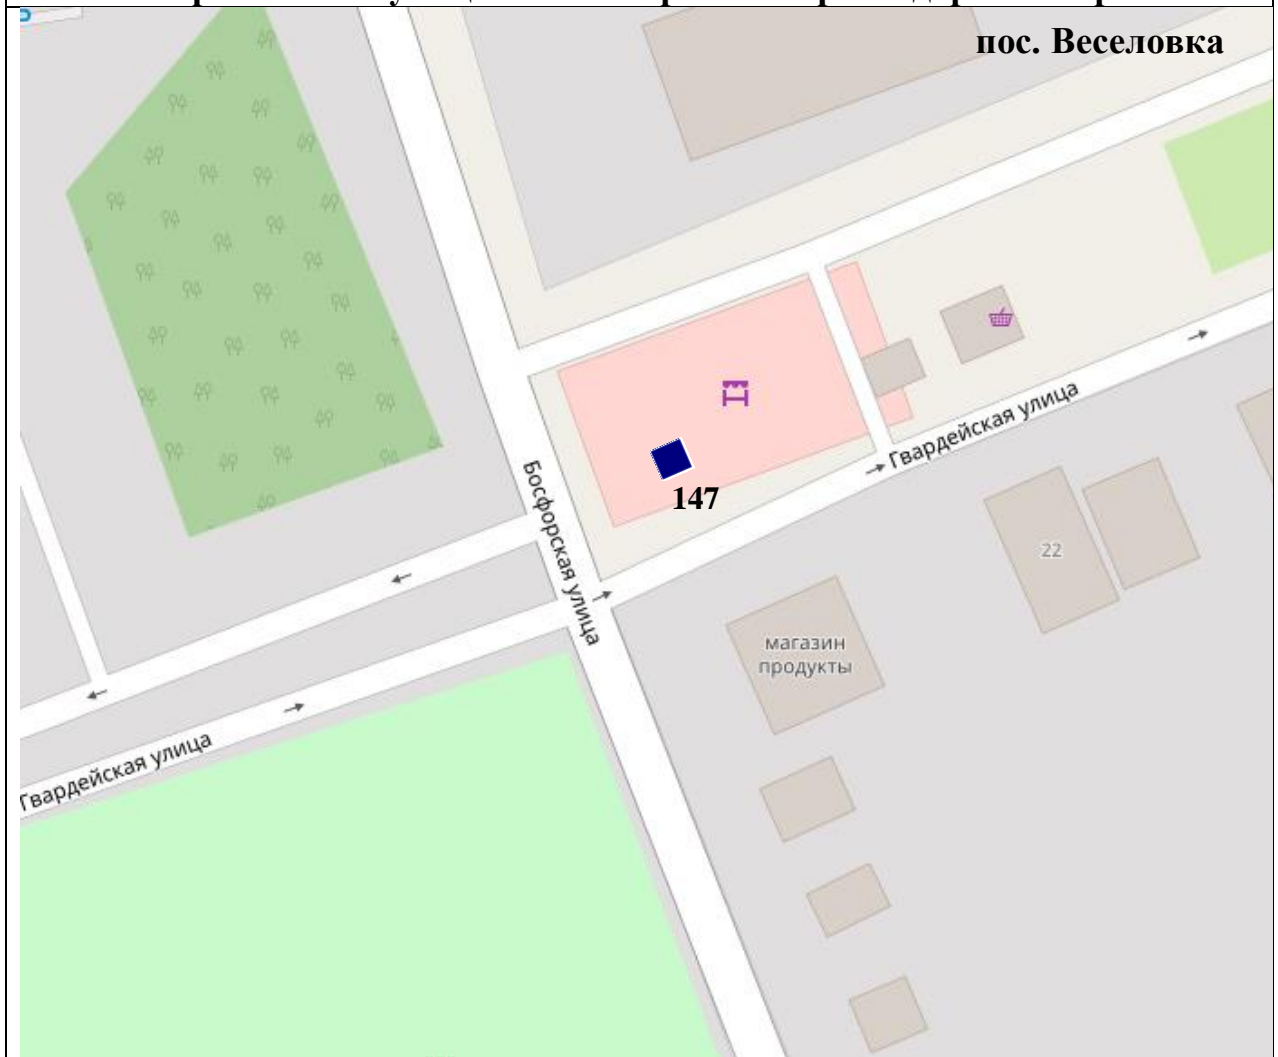 пос. Веселовка
Гвардейская улица
Босфорская улица
147
22
магазин
продукты
Гвардейская улица